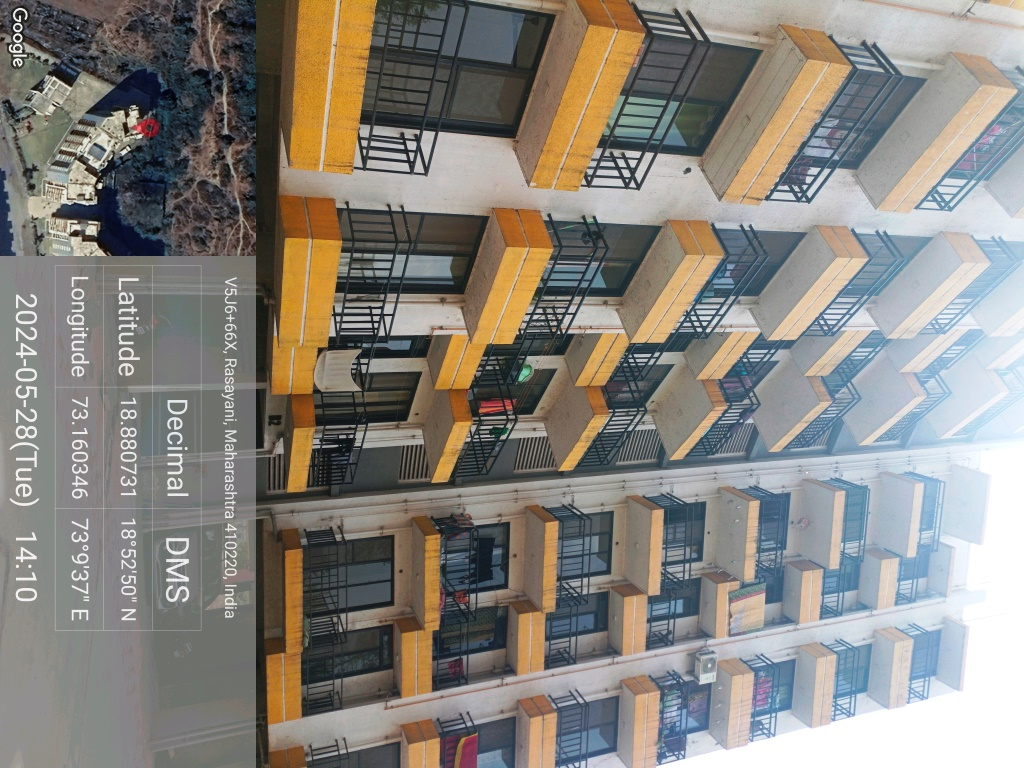 Google
V5J6+66X, Rasayani, Maharashtra 410220, India
Decimal DMS
Latitude 18.880731 18°52'50" N
Longitude 73.160346 73°9'37" E
2024-05-28(Tue) 14:10